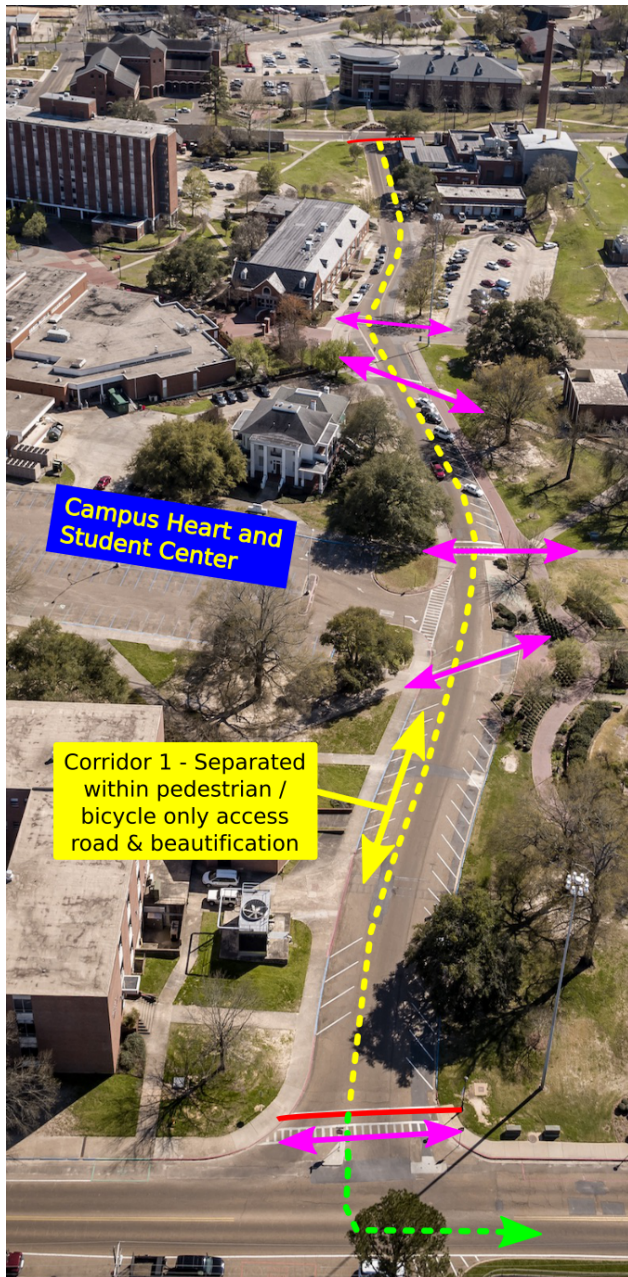 Campus Heart and
Student Center
Corridor 1 - Separated
within pedestrian /
bicycle only access
road & beautification